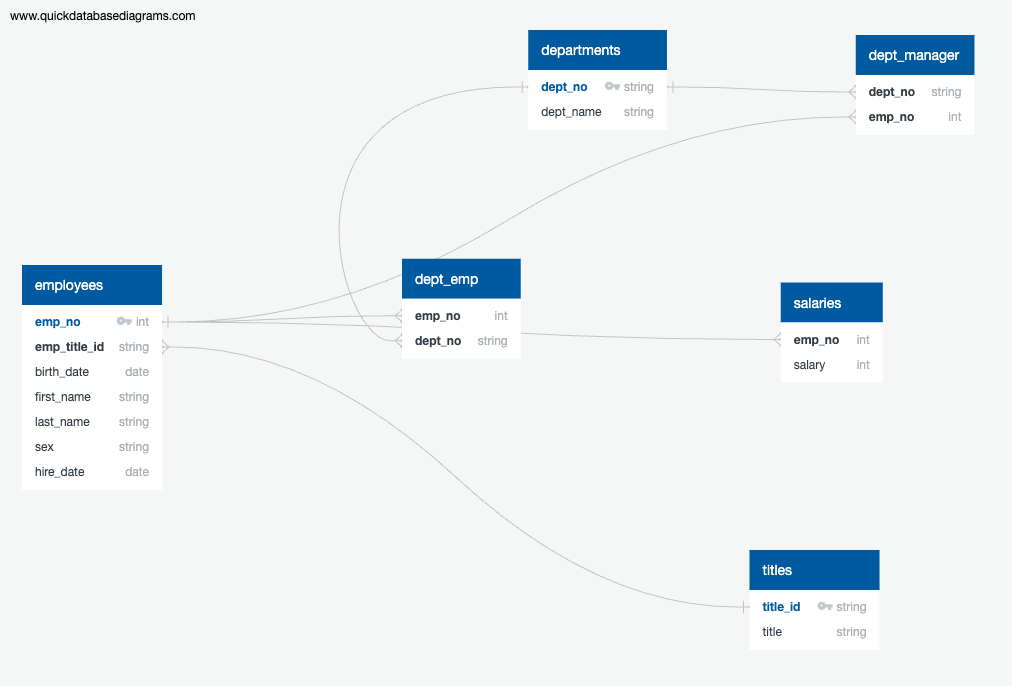 www.quickdatabasediagrams.com
departments
dept_no string
dept_name string
dept_manager
dept_no string
emp_no int
employees
emp_no int
emp_title_id string
birth_date date
first_name string
last_name string
sex string
hire_date date
dept_emp
emp_no int
dept_no string
salaries
emp_no int
salary int
titles
title_id string
title string